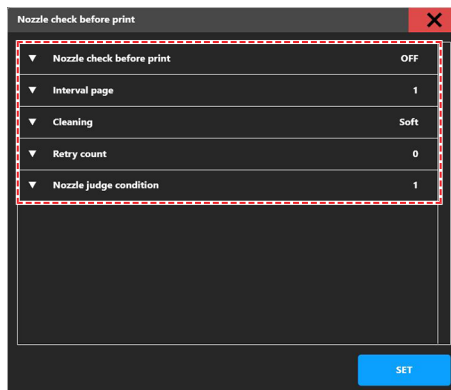 Nozzle check before print
Nozzle check before print OFF
Interval page 1
Cleaning Soft
Retry count 0
Nozzle judge condition 1
SET